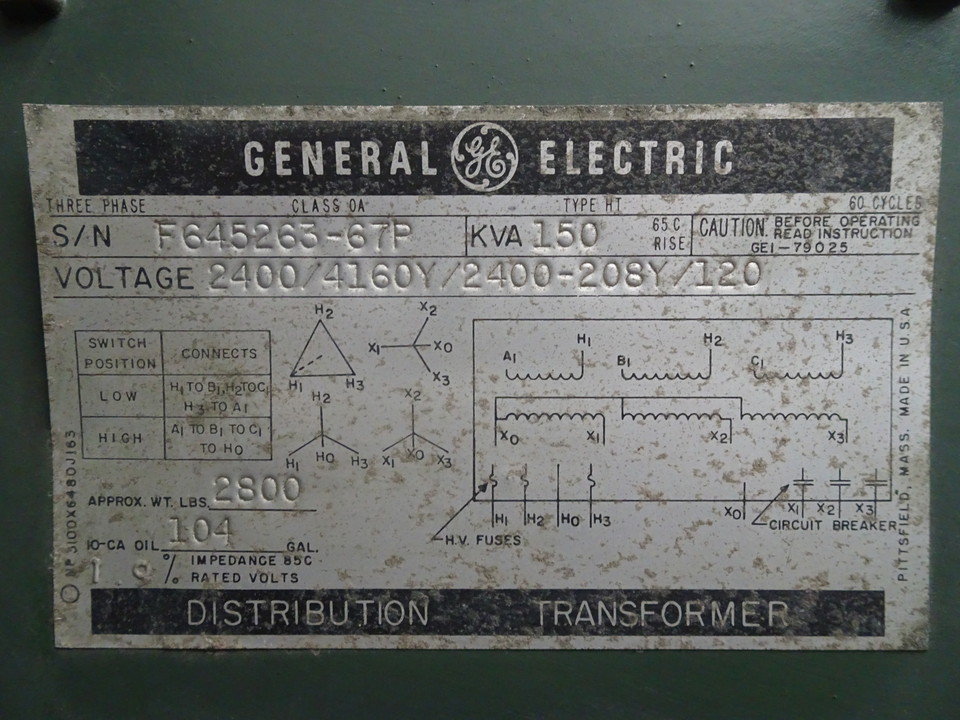 GENERAL GE ELECTRIC
THREE PHASE CLASS OA TYPE HT 60 CYCLES
S/N F645263-67P KVA 150 65C RISE CAUTION: BEFORE OPERATING READ INSTRUCTION GEI-79025
VOLTAGE 2400/4160Y/2400-208Y/120
SWITCH POSITION CONNECTS
LOW H1 TO B1, H2 TO C1 H3 TO A1
HIGH A1 TO B1 TO C1 TO H0
H2
H1 H3
X2
X1 X0
X3
H2
H1 H0 H3
X2
X1 X0 X3
A1 H1 B1 H2 C1 H3
X0 X1 X2 X3
H1 H2 H0 H3 X0 X1 X2 X3
H.V. FUSES
CIRCUIT BREAKER
APPROX. WT. LBS. 2800
10-CA OIL 104 GAL.
% IMPEDANCE 85C
RATED VOLTS
NP 3100X6480J163
PITTSFIELD, MASS. MADE IN U.S.A.
DISTRIBUTION TRANSFORMER